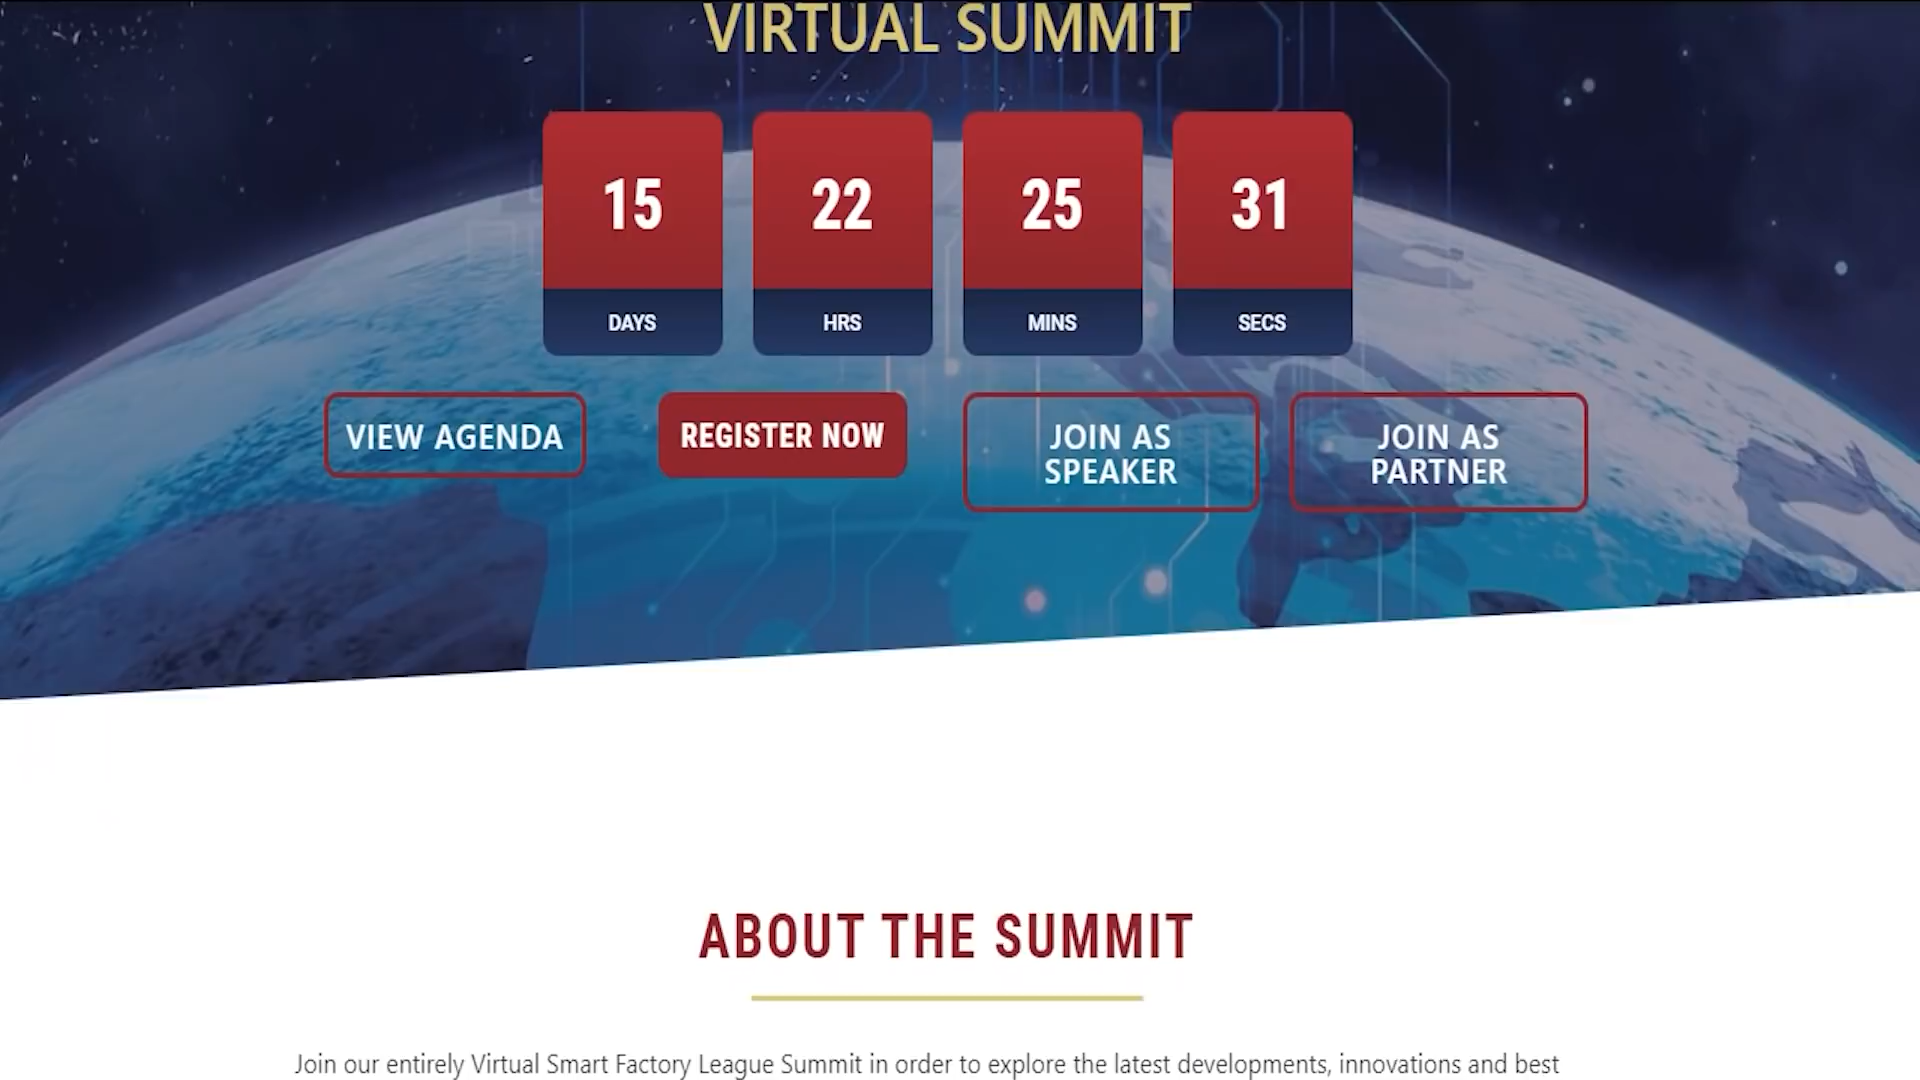 VIRTUAL SUMMIT
15 22 25 31
DAYS HRS MINS SECS
VIEW AGENDA
REGISTER NOW
JOIN AS
SPEAKER
JOIN AS
PARTNER
ABOUT THE SUMMIT
Join our entirely Virtual Smart Factory League Summit in order to explore the latest developments, innovations and best